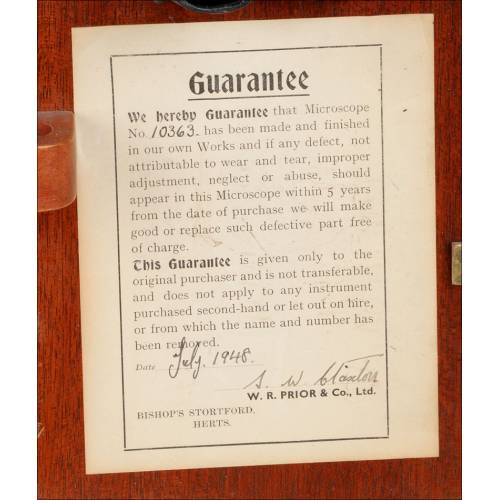 Guarantee
We hereby Guarantee that Microscope
No. 10363. has been made and finished
in our own Works and if any defect, not
attributable to wear and tear, improper
adjustment, neglect or abuse, should
appear in this Microscope within 5 years
from the date of purchase we will make
good or replace such defective part free
of charge.
This Guarantee is given only to the
original purchaser and is not transferable,
and does not apply to any instrument
purchased second-hand or let out on hire,
or from which the name and number has
been removed.
Date July. 1948.
S. W.
W. R. PRIOR & Co., Ltd.
BISHOP'S STORTFORD,
HERTS.